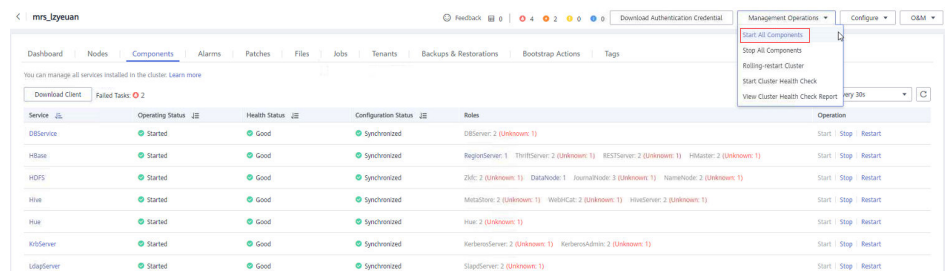 < mrs_lzyeuan
Feedback 0 4 2 0 0 Download Authentication Credential Management Operations Configure O&M
Start All Components
Stop All Components
Rolling-restart Cluster
Start Cluster Health Check
View Cluster Health Check Report
Dashboard Nodes Components Alarms Patches Files Jobs Tenants Backups & Restorations Bootstrap Actions Tags
You can manage all services installed in the cluster. Learn more
Download Client Failed Tasks: 2 very 30s C
Service Operating Status Health Status Configuration Status Roles Operation
DBService Started Good Synchronized DBServer: 2 (Unknown: 1) Start Stop Restart
HBase Started Good Synchronized RegionServer: 1 ThriftServer: 2 (Unknown: 1) RESTServer: 2 (Unknown: 1) HMaster: 2 (Unknown: 1) Start Stop Restart
HDFS Started Good Synchronized Zkfc: 2 (Unknown: 1) DataNode: 1 JournalNode: 3 (Unknown: 1) NameNode: 2 (Unknown: 1) Start Stop Restart
Hive Started Good Synchronized MetaStore: 2 (Unknown: 1) WebHCat: 2 (Unknown: 1) HiveServer: 2 (Unknown: 1) Start Stop Restart
Hue Started Good Synchronized Hue: 2 (Unknown: 1) Start Stop Restart
KrbServer Started Good Synchronized KerberosServer: 2 (Unknown: 1) KerberosAdmin: 2 (Unknown: 1) Start Stop Restart
LdapServer Started Good Synchronized SlapdServer: 2 (Unknown: 1) Start Stop Restart